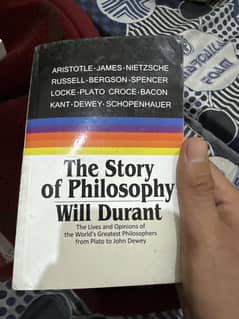 ARISTOTLE·JAMES·NIETZSCHE
RUSSELL·BERGSON·SPENCER
LOCKE·PLATO CROCE·BACON
KANT·DEWEY·SCHOPENHAUER
The Story
of Philosophy
Will Durant
The Lives and Opinions of
the World's Greatest Philosophers
from Plato to John Dewey